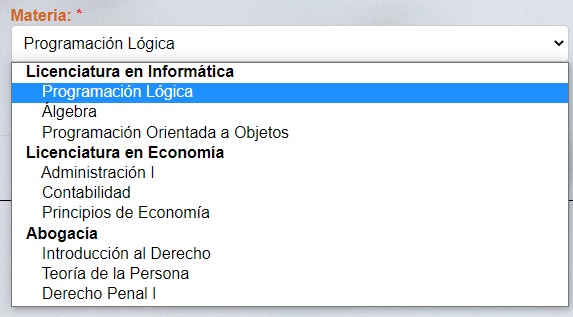 Materia: *
Programación Lógica
Licenciatura en Informática
Programación Lógica
Álgebra
Programación Orientada a Objetos
Licenciatura en Economía
Administración I
Contabilidad
Principios de Economía
Abogacía
Introducción al Derecho
Teoría de la Persona
Derecho Penal I